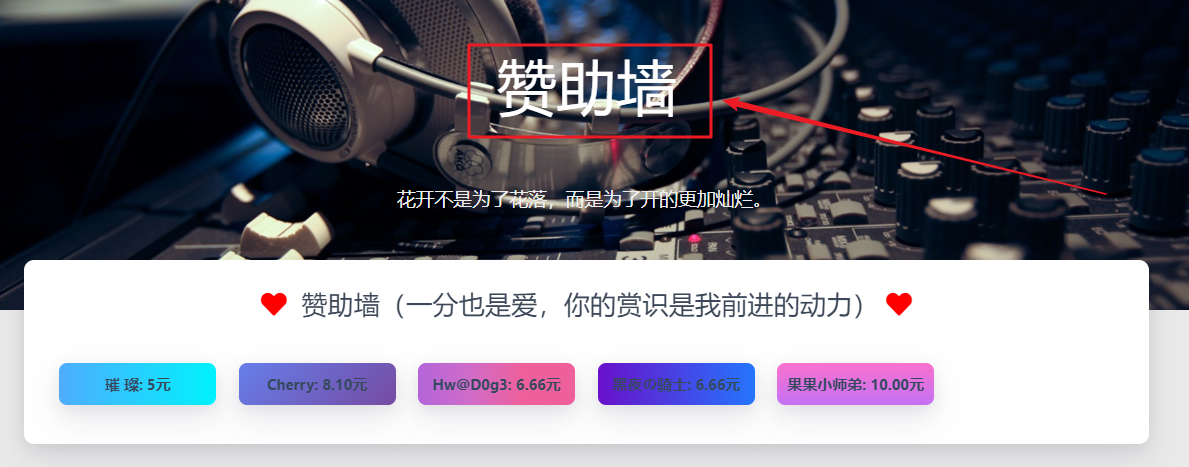 赞助墙
花开不是为了花落，而是为了开的更加灿烂。
赞助墙（一分也是爱，你的赏识是我前进的动力）
璀 璨: 5元
Cherry: 8.10元
Hw@D0g3: 6.66元
暮夜の骑士: 6.66元
果果小师弟: 10.00元